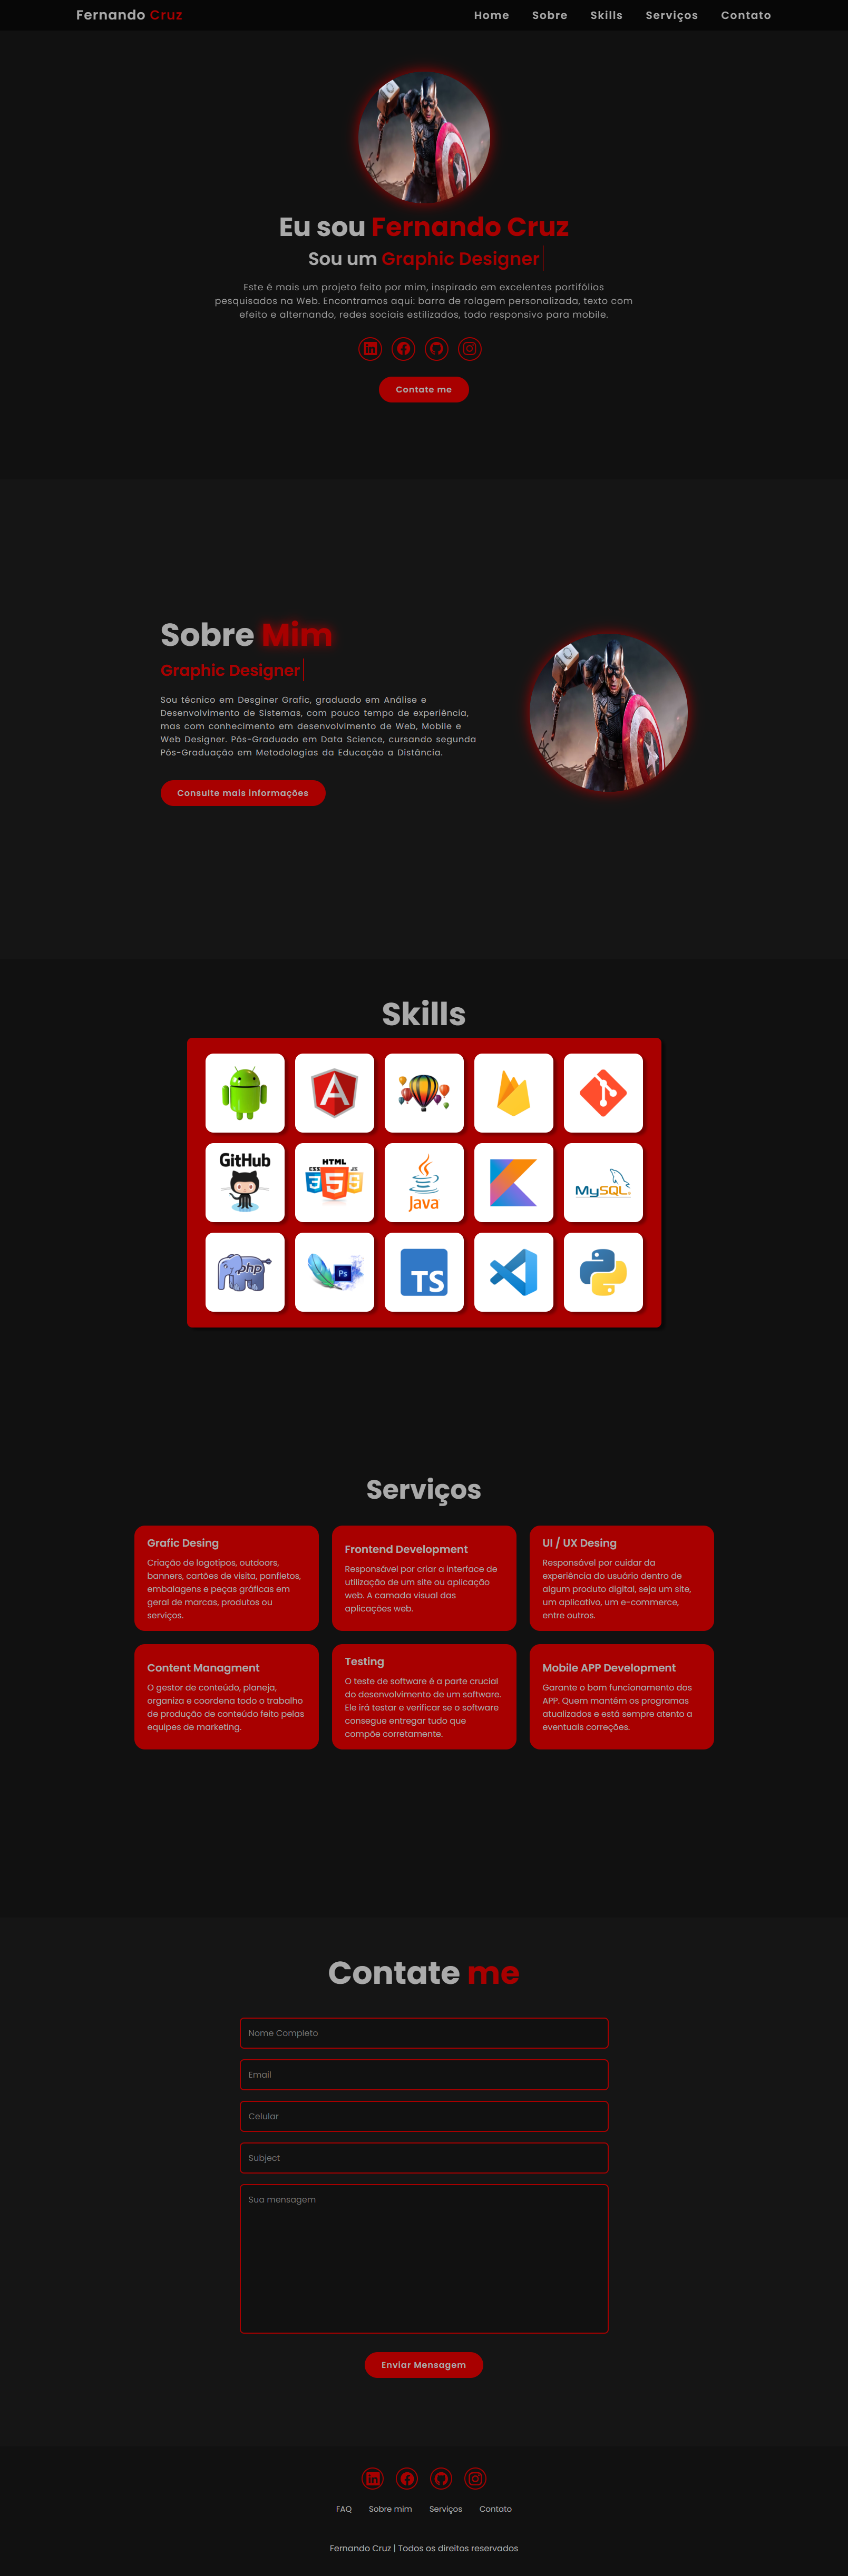 Fernando Cruz
Home Sobre Skills Serviços Contato
Eu sou Fernando Cruz
Sou um Graphic Designer
Este é mais um projeto feito por mim, inspirado em excelentes portifólios
pesquisados na Web. Encontramos aqui: barra de rolagem personalizada, texto com
efeito e alternando, redes sociais estilizados, todo responsivo para mobile.
Contate me
Sobre Mim
Graphic Designer
Sou técnico em Desginer Grafic, graduado em Análise e
Desenvolvimento de Sistemas, com pouco tempo de experiência,
mas com conhecimento em desenvolvimento de Web, Mobile e
Web Designer. Pós-Graduado em Data Science, cursando segunda
Pós-Graduação em Metodologias da Educação a Distância.
Consulte mais informações
Skills
GitHub
HTML
CSS JS
3 5 5
Java
MySQL
php
Ps
TS
Serviços
Grafic Desing
Criação de logotipos, outdoors,
banners, cartões de visita, panfletos,
embalagens e peças gráficas em
geral de marcas, produtos ou
serviços.
Frontend Development
Responsável por criar a interface de
utilização de um site ou aplicação
web. A camada visual das
aplicações web.
UI / UX Desing
Responsável por cuidar da
experiência do usuário dentro de
algum produto digital, seja um site,
um aplicativo, um e-commerce,
entre outros.
Content Managment
O gestor de conteúdo, planeja,
organiza e coordena todo o trabalho
de produção de conteúdo feito pelas
equipes de marketing.
Testing
O teste de software é a parte crucial
do desenvolvimento de um software.
Ele irá testar e verificar se o software
consegue entregar tudo que
compõe corretamente.
Mobile APP Development
Garante o bom funcionamento dos
APP. Quem mantém os programas
atualizados e está sempre atento a
eventuais correções.
Contate me
Nome Completo
Email
Celular
Subject
Sua mensagem
Enviar Mensagem
FAQ Sobre mim Serviços Contato
Fernando Cruz | Todos os direitos reservados